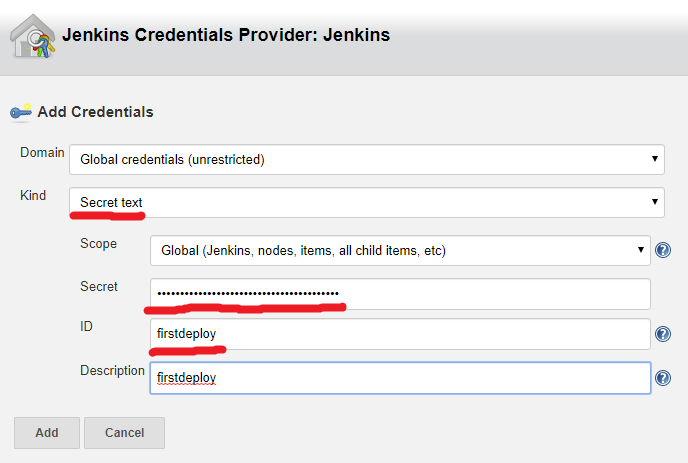 Jenkins Credentials Provider: Jenkins
Add Credentials
Domain Global credentials (unrestricted)
Kind Secret text
Scope Global (Jenkins, nodes, items, all child items, etc)
Secret ••••••••••••••••••••••••••••••••••••••••
ID firstdeploy
Description firstdeploy
Add Cancel